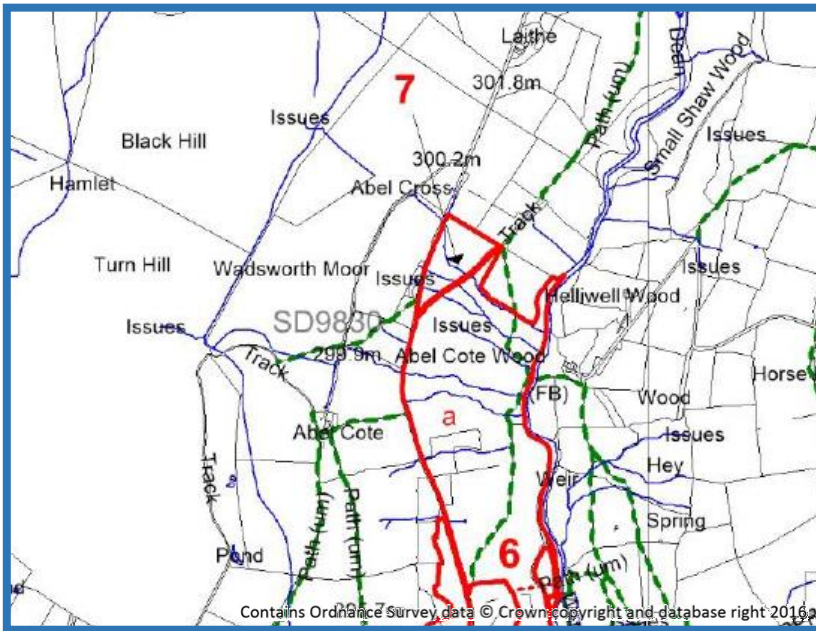 Laithe
Dean
7
301.8m
Small Shaw Wood
Path (um)
Issues
Issues
Black Hill
300.2m
Hamlet
Abel Cross
Track
Turn Hill
Wadsworth Moor
Issues
Issues
Helliwell Wood
SD9830
Issues
Issues
299.9m
Abel Cote Wood
Track
Horse
(FB)
Wood
a
Abel Cote
Issues
Hey
Track
Weir
Path (um)
Path (um)
Spring
Pond
6
Path (um)
Contains Ordnance Survey data © Crown copyright and database right 2016